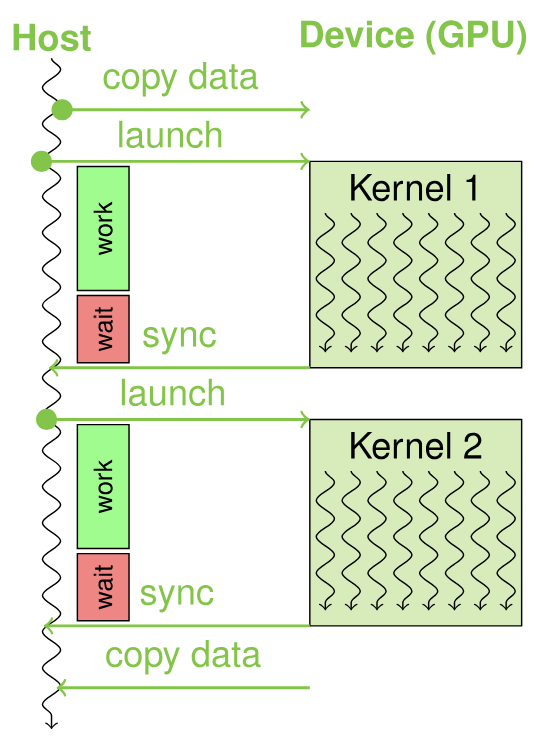 Host
Device (GPU)
copy data
launch
Kernel 1
work
wait
sync
launch
Kernel 2
work
wait
sync
copy data